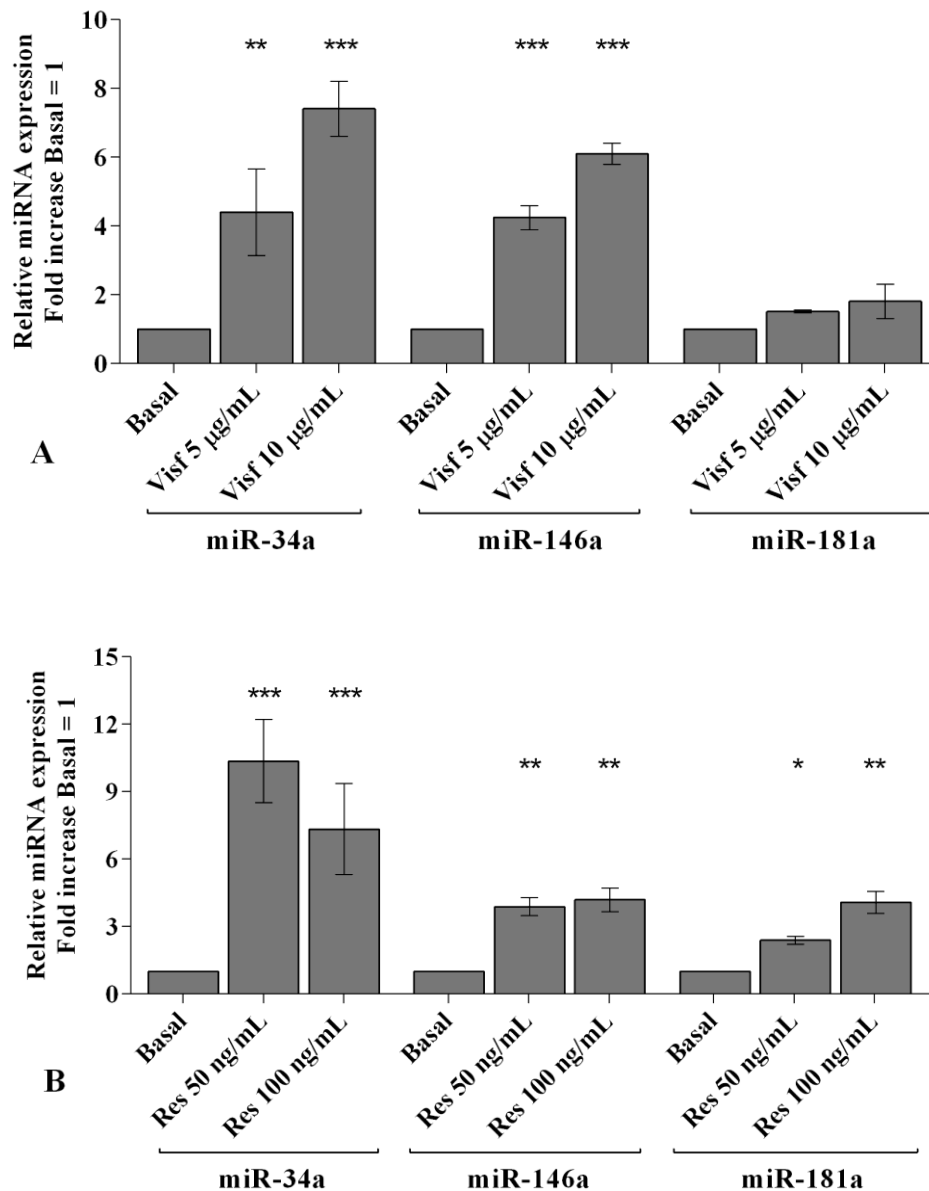 Relative miRNA expression
Fold increase Basal = 1
10
8
6
4
2
0
** *** *** ***
Basal
Visf 5 µg/mL
Visf 10 µg/mL
Basal
Visf 5 µg/mL
Visf 10 µg/mL
Basal
Visf 5 µg/mL
Visf 10 µg/mL
A
miR-34a miR-146a miR-181a
Relative miRNA expression
Fold increase Basal = 1
15
12
9
6
3
0
*** ***
** ** * **
Basal
Res 50 ng/mL
Res 100 ng/mL
Basal
Res 50 ng/mL
Res 100 ng/mL
Basal
Res 50 ng/mL
Res 100 ng/mL
B
miR-34a miR-146a miR-181a